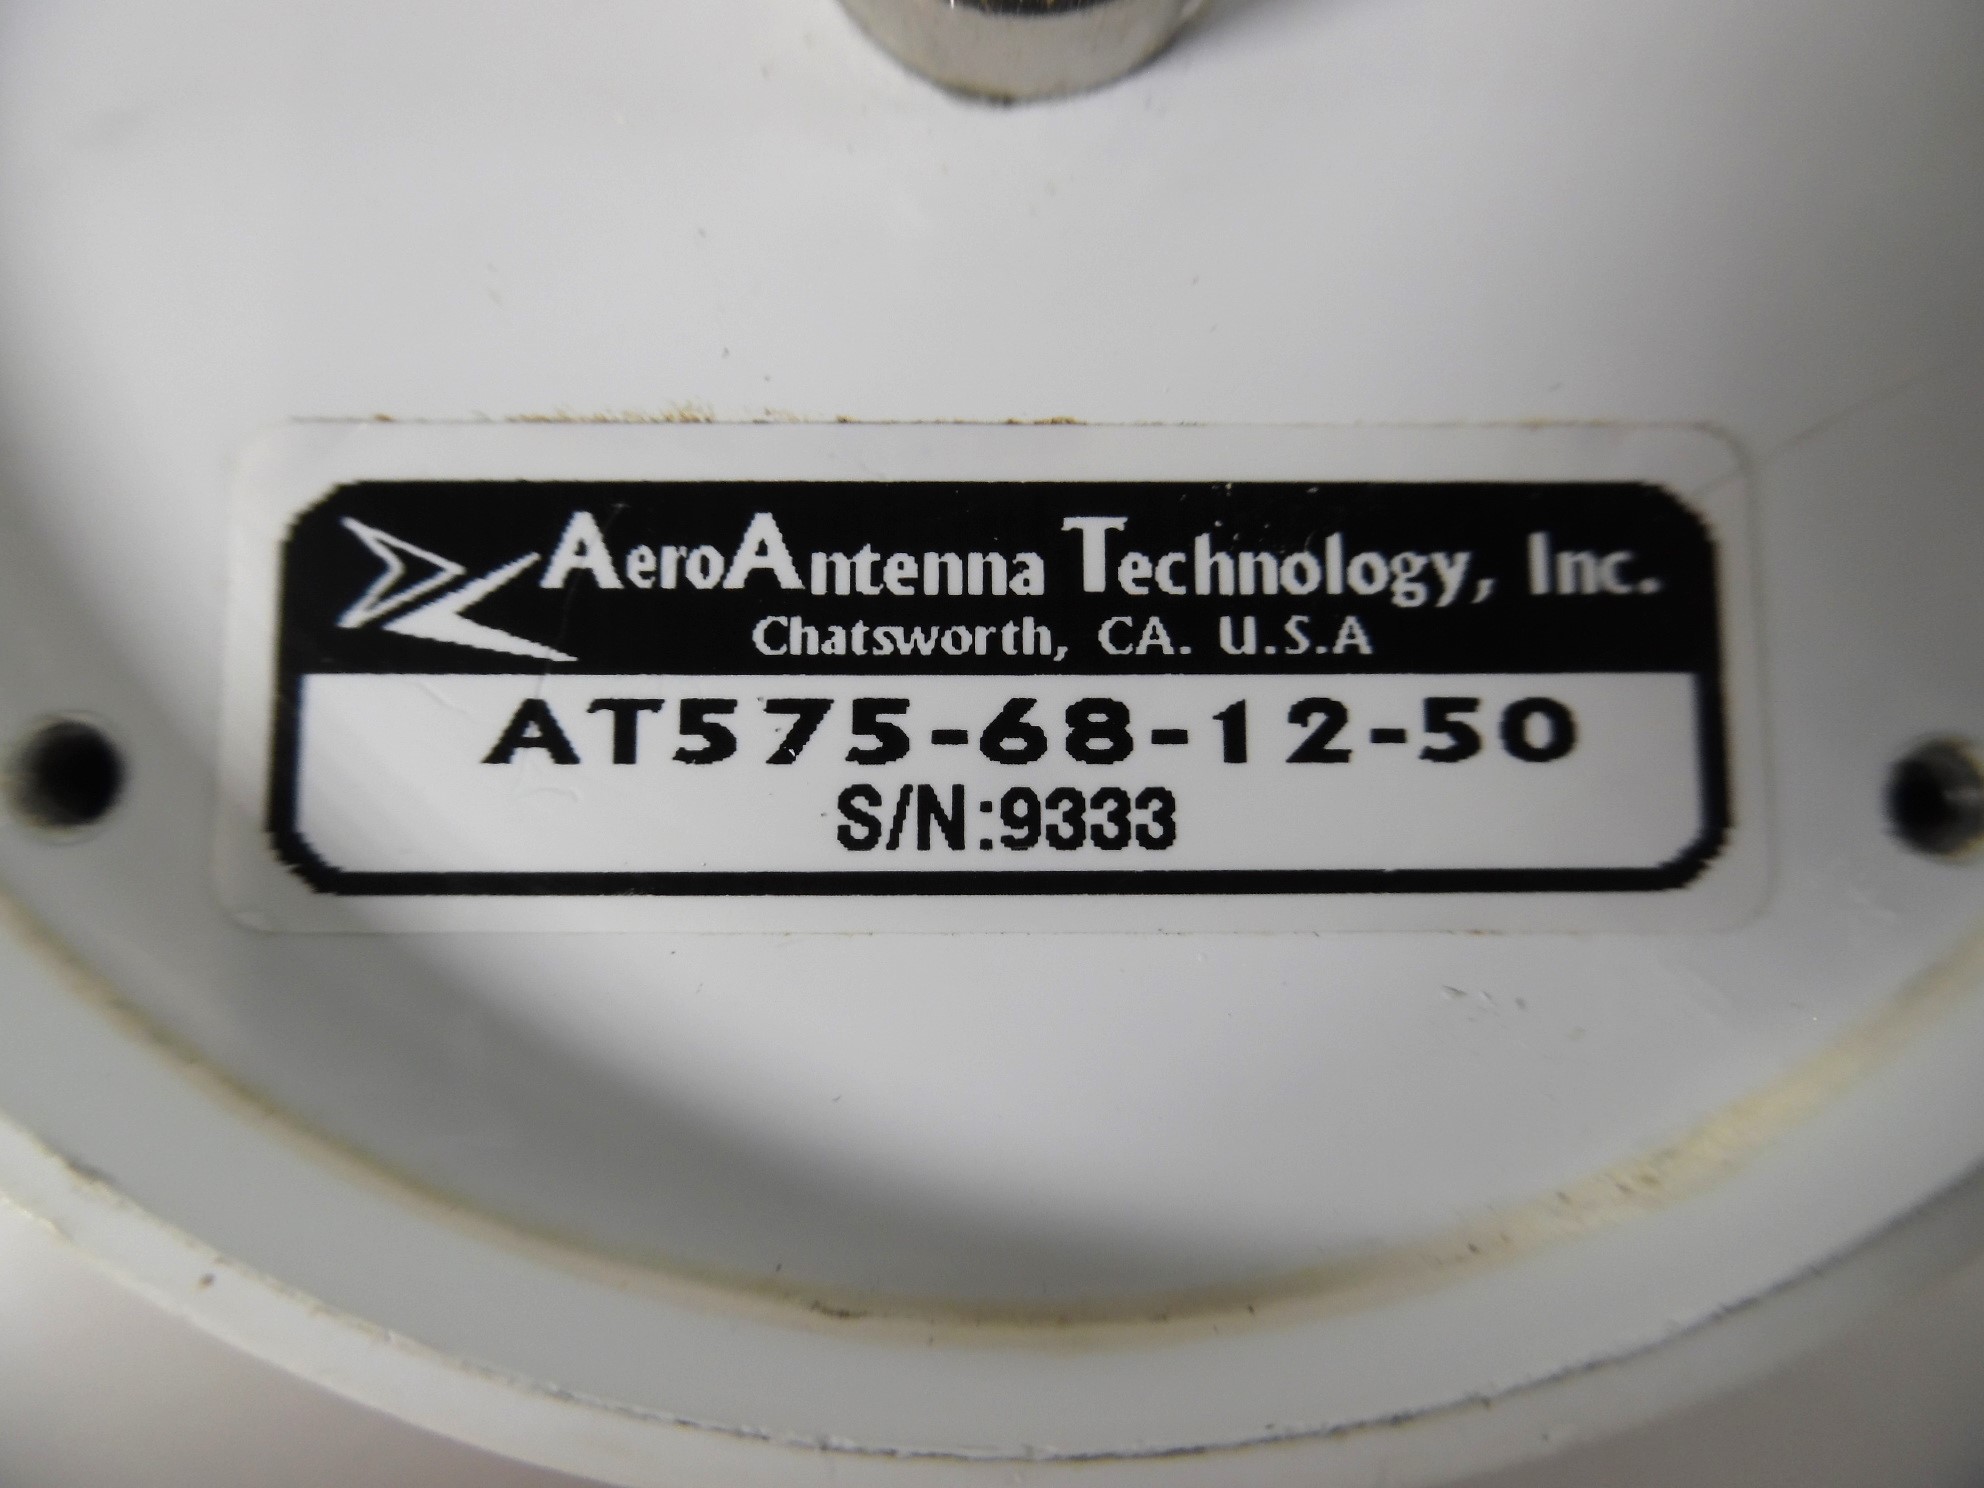 AeroAntenna Technology, Inc.
Chatsworth, CA. U.S.A
AT575-68-12-50
S/N:9333